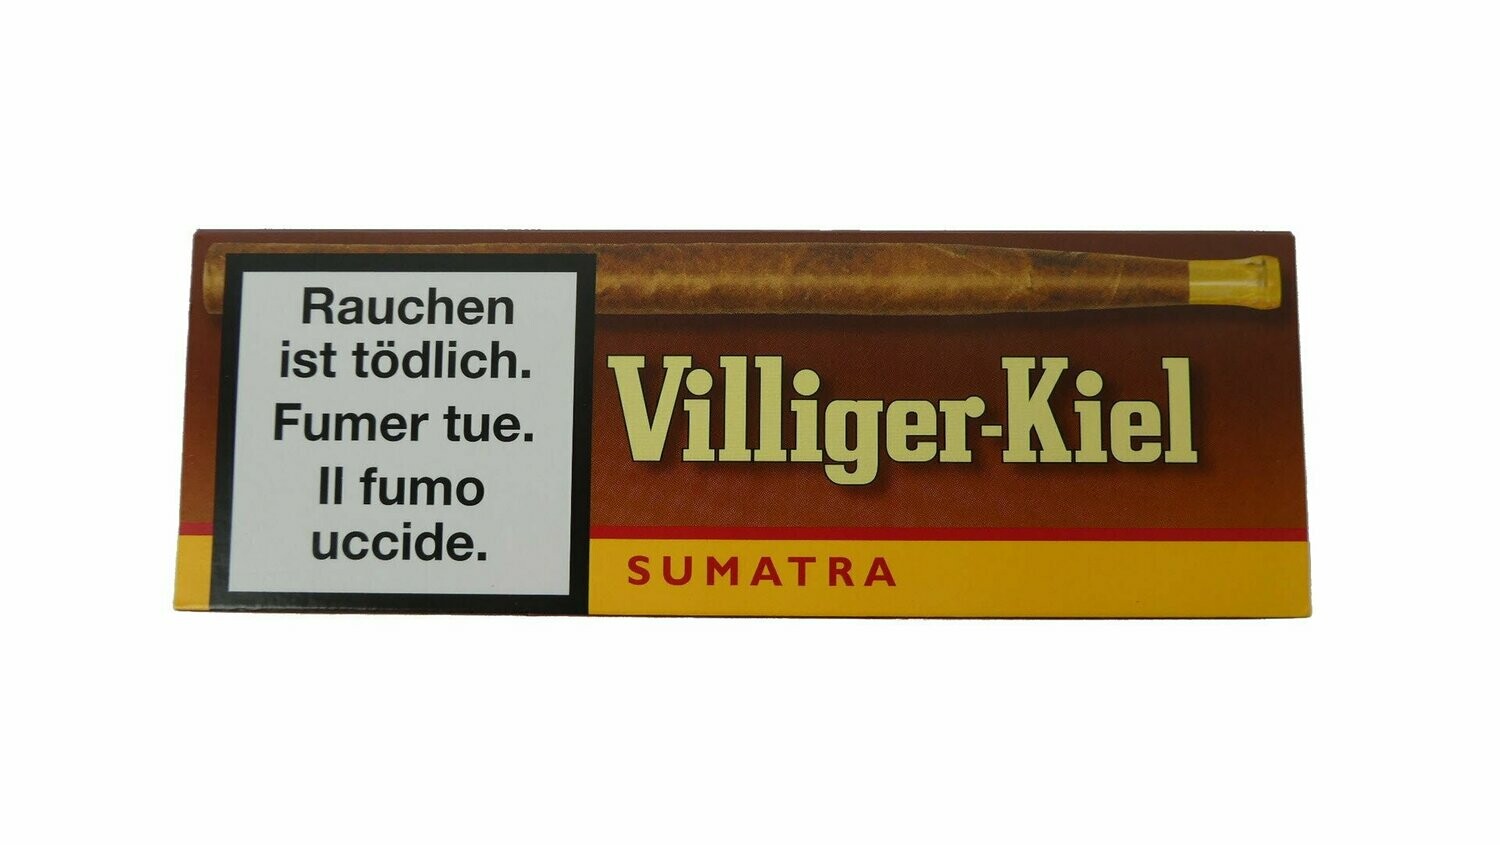 Rauchen
ist tödlich.
Fumer tue.
Il fumo
uccide.
Villiger-Kiel
SUMATRA